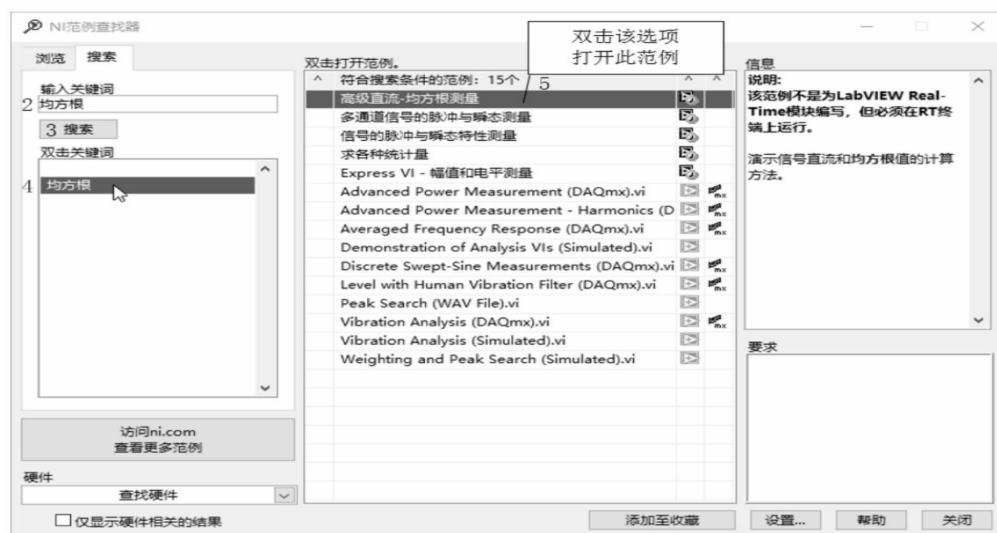 NI范例查找器
双击该选项
打开此范例
浏览
搜索
输入关键词
2 均方根
3 搜索
双击关键词
4 均方根
访问ni.com
查看更多范例
硬件
查找硬件
仅显示硬件相关的结果
双击打开范例。
符合搜索条件的范例：15个
5
高级直流-均方根测量
多通道信号的脉冲与瞬态测量
信号的脉冲与瞬态特性测量
求各种统计量
Express VI - 幅值和电平测量
Advanced Power Measurement (DAQmx).vi
Advanced Power Measurement - Harmonics (D
Averaged Frequency Response (DAQmx).vi
Demonstration of Analysis VIs (Simulated).vi
Discrete Swept-Sine Measurements (DAQmx).vi
Level with Human Vibration Filter (DAQmx).vi
Peak Search (WAV File).vi
Vibration Analysis (DAQmx).vi
Vibration Analysis (Simulated).vi
Weighting and Peak Search (Simulated).vi
信息
说明:
该范例不是为LabVIEW Real-
Time模块编写，但必须在RT终
端上运行。
演示信号直流和均方根值的计算
方法。
要求
添加至收藏
设置...
帮助
关闭